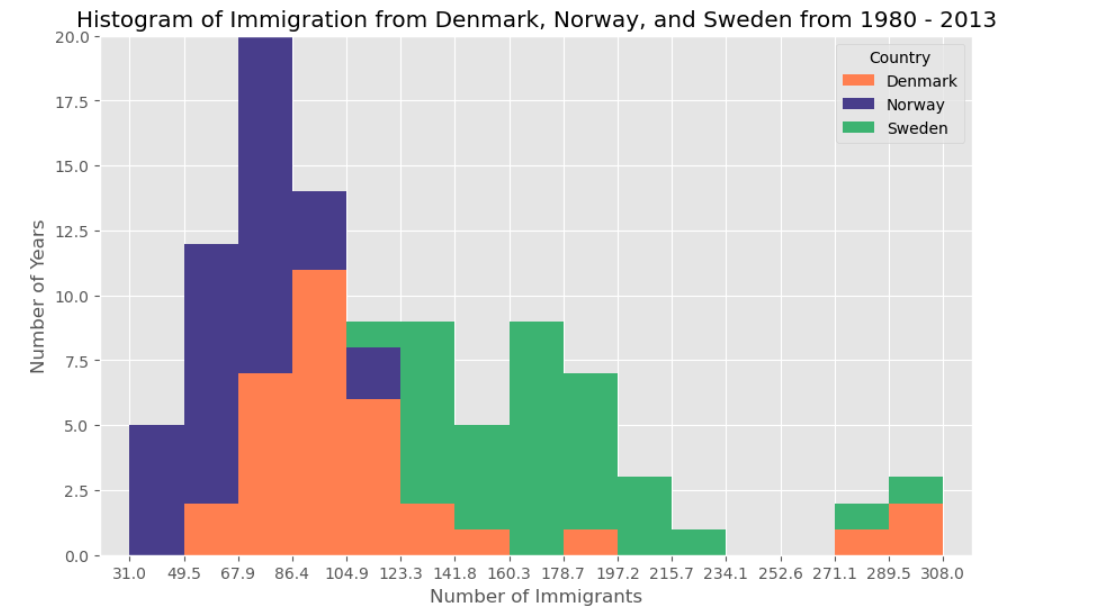 Histogram of Immigration from Denmark, Norway, and Sweden from 1980 - 2013
Country
Denmark
Norway
Sweden
Number of Years
20.0
17.5
15.0
12.5
10.0
7.5
5.0
2.5
0.0
31.0 49.5 67.9 86.4 104.9 123.3 141.8 160.3 178.7 197.2 215.7 234.1 252.6 271.1 289.5 308.0
Number of Immigrants